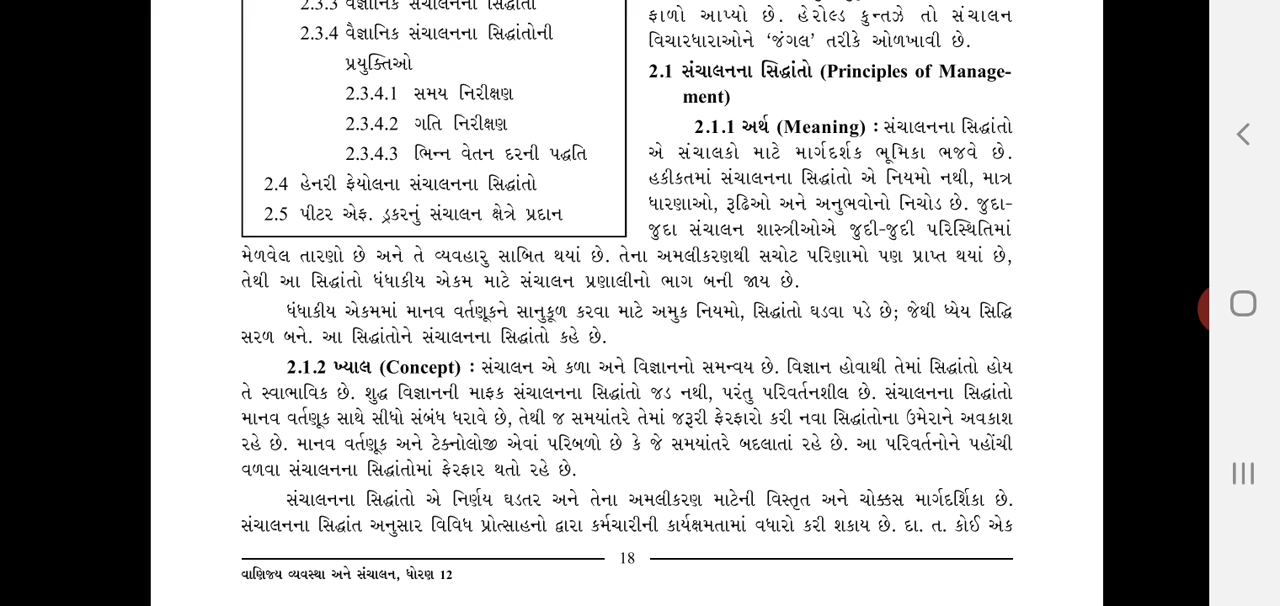 2.3.3 વૈજ્ઞાનિક સંચાલનના સિદ્ધાંતો
2.3.4 વૈજ્ઞાનિક સંચાલનના સિદ્ધાંતોની
પ્રયુક્તિઓ
2.3.4.1 સમય નિરીક્ષણ
2.3.4.2 ગતિ નિરીક્ષણ
2.3.4.3 ભિન્ન વેતન દરની પદ્ધતિ
2.4 હેનરી ફેયોલના સંચાલનના સિદ્ધાંતો
2.5 પીટર એફ. ડ્રકરનું સંચાલન ક્ષેત્રે પ્રદાન
ફાળો આપ્યો છે. હેરોલ્ડ કુન્તઝે તો સંચાલન
વિચારધારાઓને ‘જંગલ’ તરીકે ઓળખાવી છે.
2.1 સંચાલનના સિદ્ધાંતો (Principles of Manage-
ment)
2.1.1 અર્થ (Meaning) : સંચાલનના સિદ્ધાંતો
એ સંચાલકો માટે માર્ગદર્શક ભૂમિકા ભજવે છે.
હકીકતમાં સંચાલનના સિદ્ધાંતો એ નિયમો નથી, માત્ર
ધારણાઓ, રૂઢિઓ અને અનુભવોનો નિચોડ છે. જુદા-
જુદા સંચાલન શાસ્ત્રીઓએ જુદી-જુદી પરિસ્થિતિમાં
મેળવેલ તારણો છે અને તે વ્યવહારુ સાબિત થયાં છે. તેના અમલીકરણથી સચોટ પરિણામો પણ પ્રાપ્ત થયાં છે,
તેથી આ સિદ્ધાંતો ધંધાકીય એકમ માટે સંચાલન પ્રણાલીનો ભાગ બની જાય છે.
ધંધાકીય એકમમાં માનવ વર્તણૂકને સાનુકૂળ કરવા માટે અમુક નિયમો, સિદ્ધાંતો ઘડવા પડે છે; જેથી ધ્યેય સિદ્ધિ
સરળ બને. આ સિદ્ધાંતોને સંચાલનના સિદ્ધાંતો કહે છે.
2.1.2 ખ્યાલ (Concept) : સંચાલન એ કળા અને વિજ્ઞાનનો સમન્વય છે. વિજ્ઞાન હોવાથી તેમાં સિદ્ધાંતો હોય
તે સ્વાભાવિક છે. શુદ્ધ વિજ્ઞાનની માફક સંચાલનના સિદ્ધાંતો જડ નથી, પરંતુ પરિવર્તનશીલ છે. સંચાલનના સિદ્ધાંતો
માનવ વર્તણૂક સાથે સીધો સંબંધ ધરાવે છે, તેથી જ સમયાંતરે તેમાં જરૂરી ફેરફારો કરી નવા સિદ્ધાંતોના ઉમેરાને અવકાશ
રહે છે. માનવ વર્તણૂક અને ટેક્નોલોજી એવાં પરિબળો છે કે જે સમયાંતરે બદલાતાં રહે છે. આ પરિવર્તનોને પહોંચી
વળવા સંચાલનના સિદ્ધાંતોમાં ફેરફાર થતો રહે છે.
સંચાલનના સિદ્ધાંતો એ નિર્ણય ઘડતર અને તેના અમલીકરણ માટેની વિસ્તૃત અને ચોક્કસ માર્ગદર્શિકા છે.
સંચાલનના સિદ્ધાંત અનુસાર વિવિધ પ્રોત્સાહનો દ્વારા કર્મચારીની કાર્યક્ષમતામાં વધારો કરી શકાય છે. દા. ત. કોઈ એક
18
વાણિજ્ય વ્યવસ્થા અને સંચાલન, ધોરણ 12